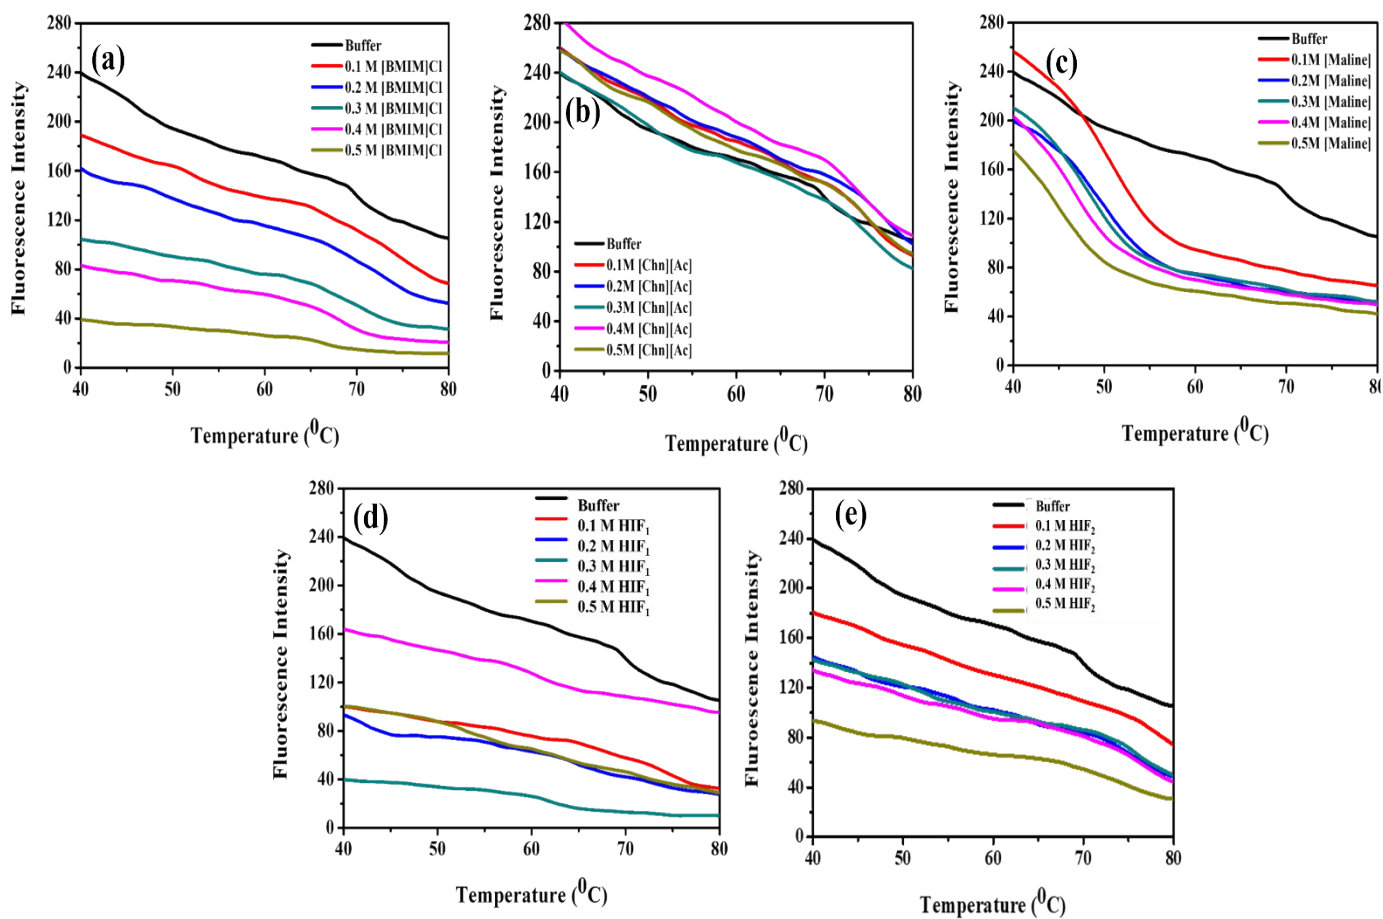 280
240
200
160
120
80
40
0
Fluorescence Intensity
(a)
Buffer
0.1 M [BMIM]Cl
0.2 M [BMIM]Cl
0.3 M [BMIM]Cl
0.4 M [BMIM]Cl
0.5 M [BMIM]Cl
40 50 60 70 80
Temperature (⁰C)
280
240
200
160
120
80
40
0
Fluorescence Intensity
(b)
Buffer
0.1M [Chn][Ac]
0.2M [Chn][Ac]
0.3M [Chn][Ac]
0.4M [Chn][Ac]
0.5M [Chn][Ac]
40 50 60 70 80
Temperature (⁰C)
280
240
200
160
120
80
40
0
Fluorescence Intensity
(c)
Buffer
0.1M [Maline]
0.2M [Maline]
0.3M [Maline]
0.4M [Maline]
0.5M [Maline]
40 50 60 70 80
Temperature (⁰C)
280
240
200
160
120
80
40
0
Fluorescence Intensity
(d)
Buffer
0.1 M HIF₁
0.2 M HIF₁
0.3 M HIF₁
0.4 M HIF₁
0.5 M HIF₁
40 50 60 70 80
Temperature (⁰C)
280
240
200
160
120
80
40
0
Fluroescence Intensity
(e)
Buffer
0.1 M HIF₂
0.2 M HIF₂
0.3 M HIF₂
0.4 M HIF₂
0.5 M HIF₂
40 50 60 70 80
Temperature (⁰C)